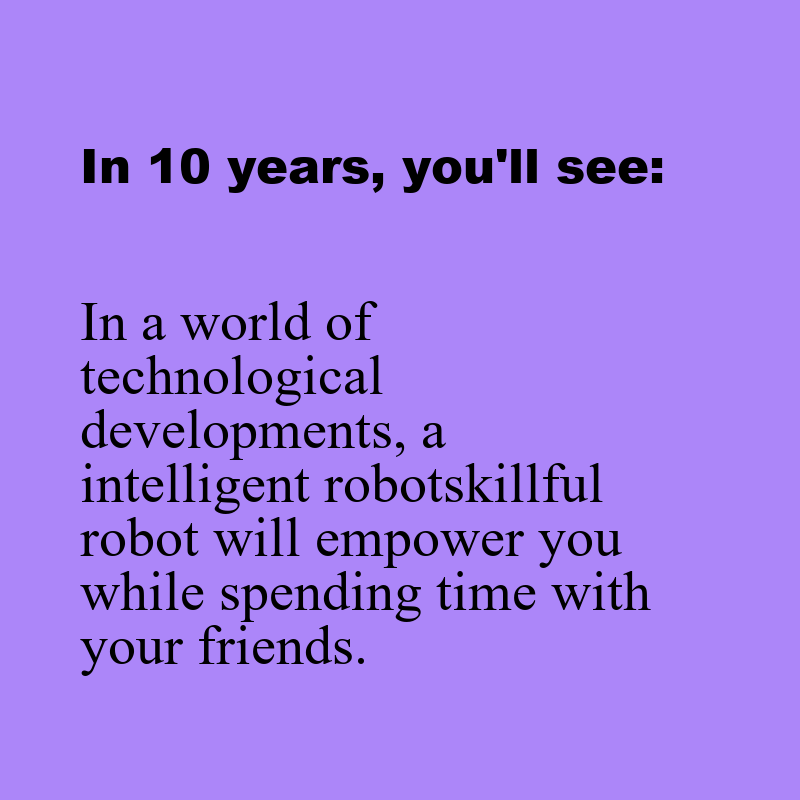 In 10 years, you'll see:
In a world of
technological
developments, a
intelligent robotskillful
robot will empower you
while spending time with
your friends.